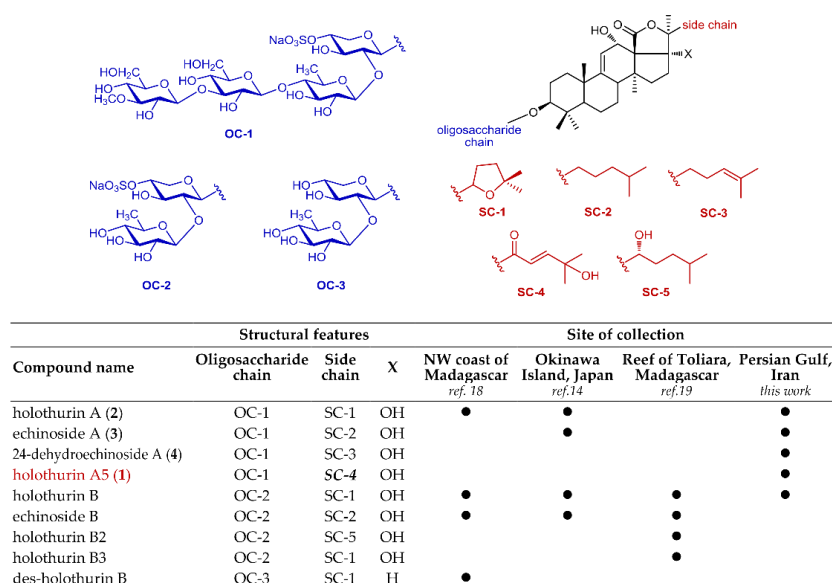 NaO₃SO O
HO
O
HO
O
HO HO H₃C
HO O O O O O O
H₃CO HO HO HO
HO OH OH
OC-1
NaO₃SO O
HO
O
H₃C O
HO O
HO
HO
OC-2
HO O
HO
O
H₃C O
HO O
HO
HO
OC-3
O O side chain
HO
X
O
oligosaccharide
chain
O
SC-1
SC-2
SC-3
O
OH
SC-4
OH
SC-5
Structural features Site of collection
Compound name Oligosaccharide chain Side chain X NW coast of Madagascar ref. 18 Okinawa Island, Japan ref.14 Reef of Toliara, Madagascar ref.19 Persian Gulf, Iran this work
holothurin A (2) OC-1 SC-1 OH ● ● ●
echinoside A (3) OC-1 SC-2 OH ● ●
24-dehydroechinoside A (4) OC-1 SC-3 OH ●
holothurin A5 (1) OC-1 SC-4 OH ●
holothurin B OC-2 SC-1 OH ● ● ● ●
echinoside B OC-2 SC-2 OH ● ● ●
holothurin B2 OC-2 SC-5 OH ●
holothurin B3 OC-2 SC-1 OH ●
des-holothurin B OC-3 SC-1 H ●